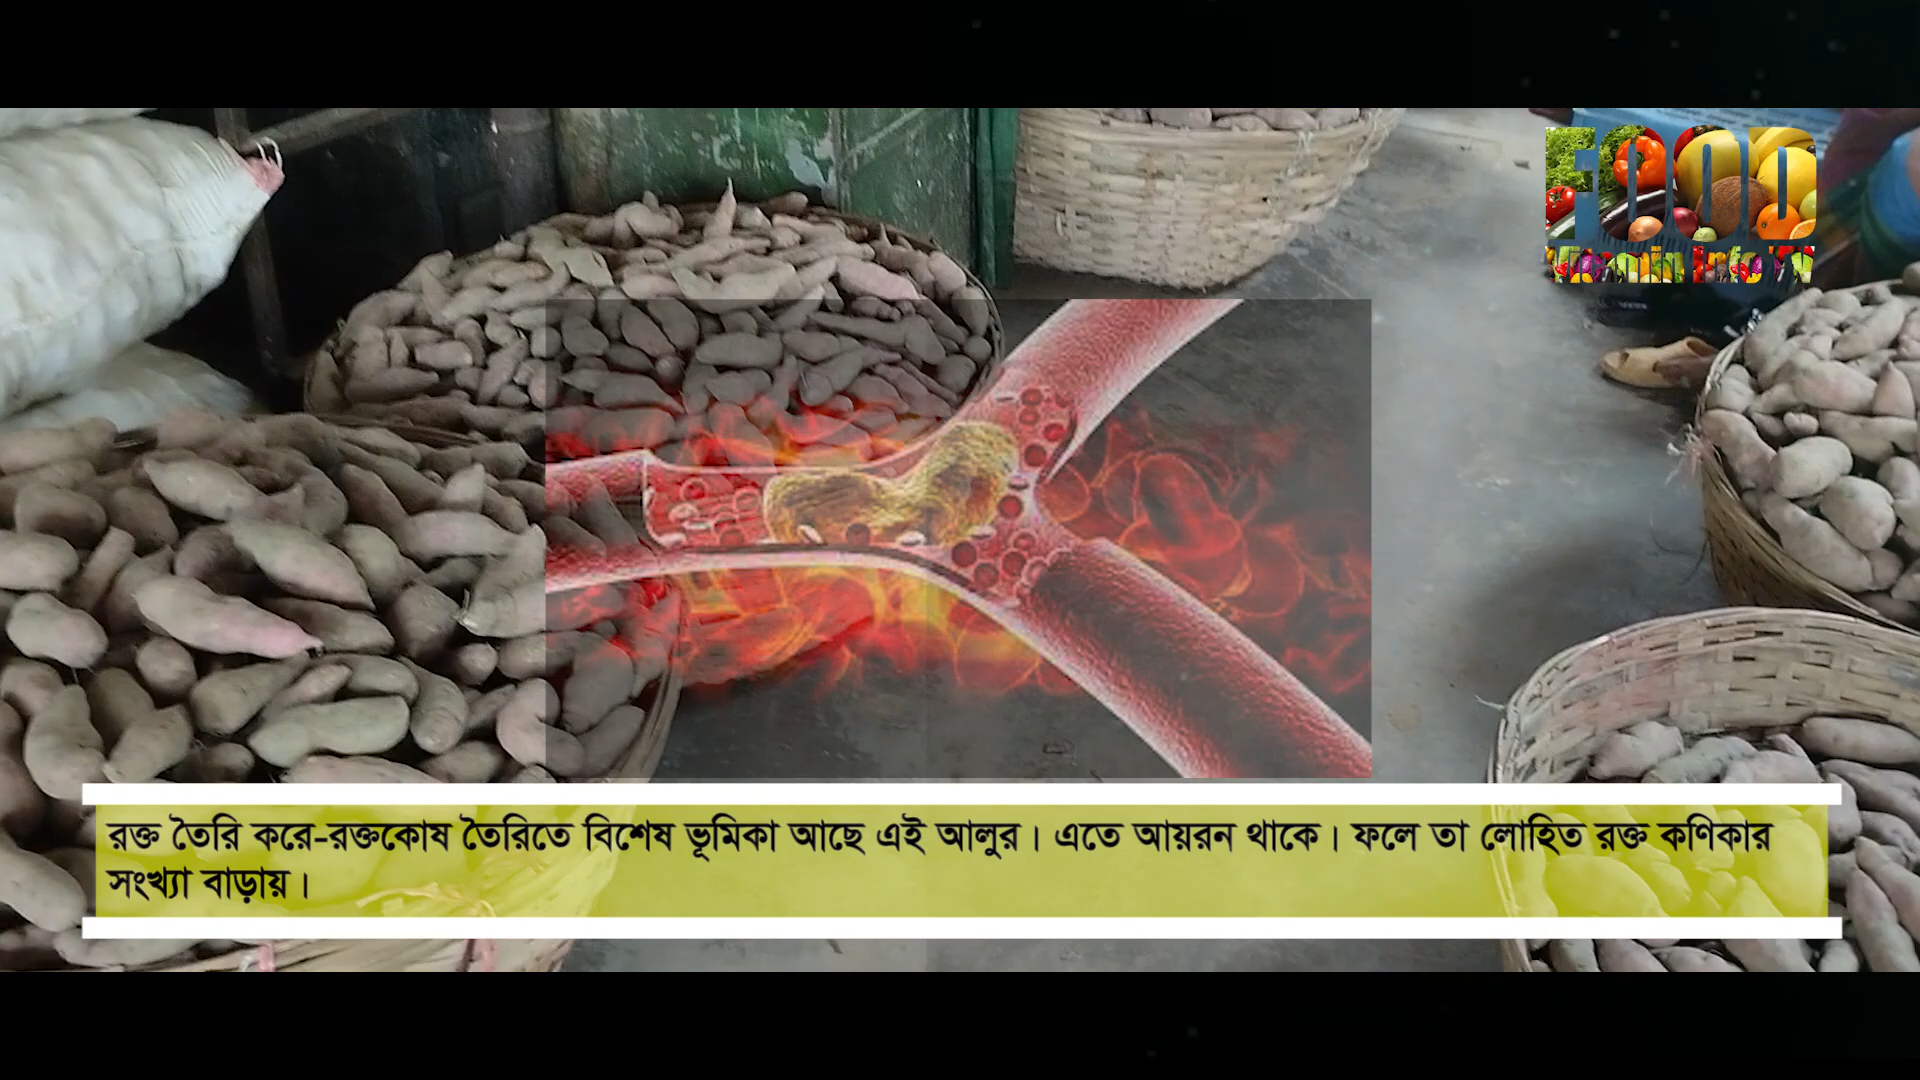 FOOD
Vitamin Info TV
রক্ত তৈরি করে-রক্তকোষ তৈরিতে বিশেষ ভূমিকা আছে এই আলুর। এতে আয়রন থাকে। ফলে তা লোহিত রক্ত কণিকার
সংখ্যা বাড়ায়।